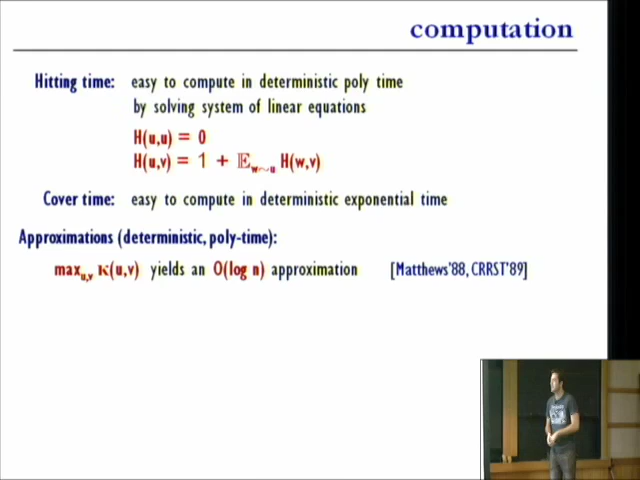 computation
Hitting time: easy to compute in deterministic poly time
by solving system of linear equations
H(u,u) = 0
H(u,v) = 1 + 𝔼w~u H(w,v)
Cover time: easy to compute in deterministic exponential time
Approximations (deterministic, poly-time):
maxu,v κ(u,v) yields an O(log n) approximation [Matthews'88, CRRST'89]